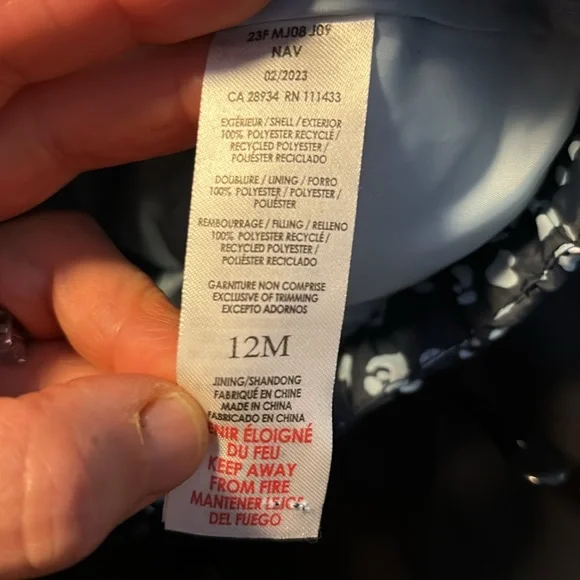 23F MJ08 J09
NAV
02/2023
CA 28934 RN 111433
EXTÉRIEUR / SHELL / EXTERIOR
100% POLYESTER RECYCLÉ /
RECYCLED POLYESTER /
POLIÉSTER RECICLADO
DOUBLURE / LINING / FORRO
100% POLYESTER / POLYESTER /
POLIÉSTER
REMBOURRAGE / FILLING / RELLENO
100% POLYESTER RECYCLÉ /
RECYCLED POLYESTER /
POLIÉSTER RECICLADO
GARNITURE NON COMPRISE
EXCLUSIVE OF TRIMMING
EXCEPTO ADORNOS
12M
JINING/SHANDONG
FABRIQUÉ EN CHINE
MADE IN CHINA
FABRICADO EN CHINA
ÉLOIGNÉ
DU FEU
KEEP AWAY
FROM FIRE
MANTENER LEJOS
DEL FUEGO